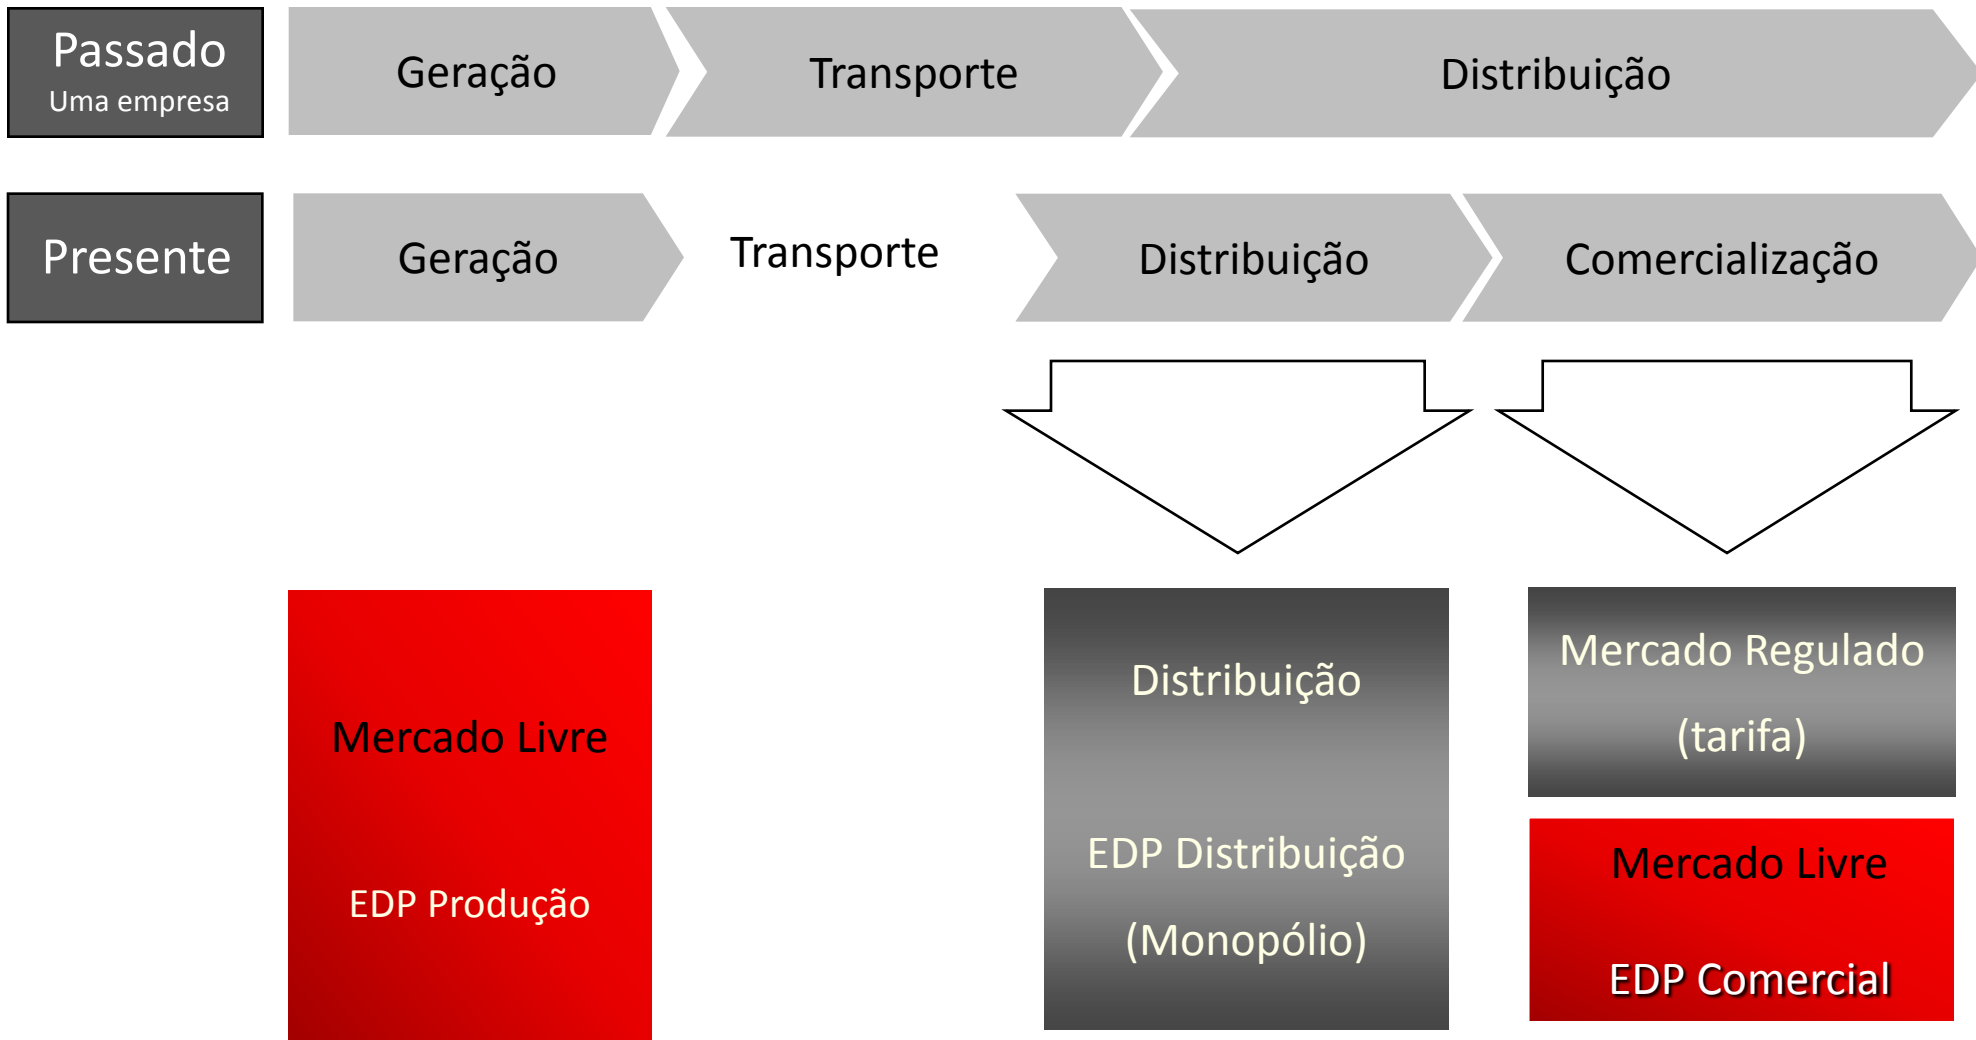 Passado
Uma empresa
Geração
Transporte
Distribuição
Presente
Geração
Transporte
Distribuição
Comercialização
Mercado Livre
EDP Produção
Distribuição
EDP Distribuição
(Monopólio)
Mercado Regulado
(tarifa)
Mercado Livre
EDP Comercial